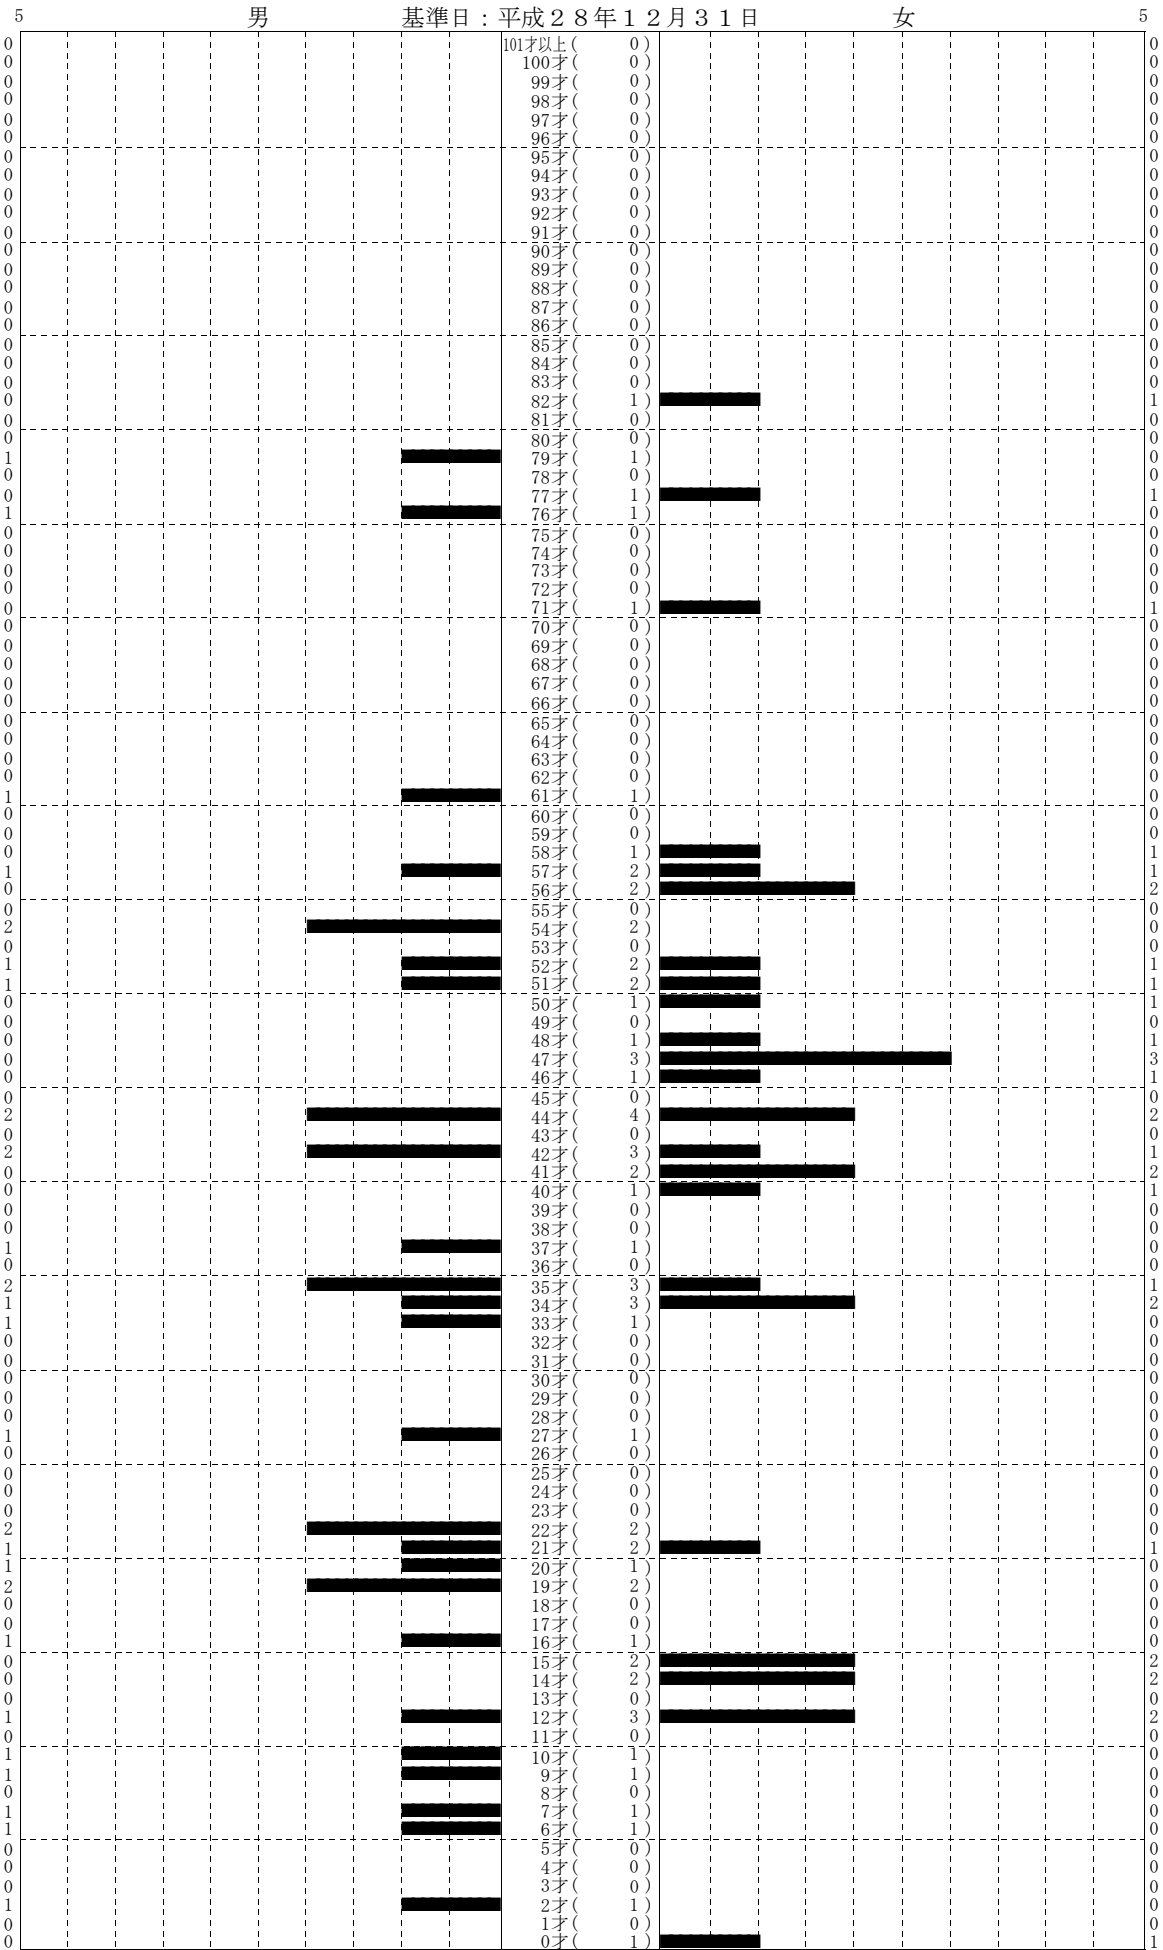 5 男 基準日：平成２８年１２月３１日 女 5
0 101才以上( 0) 0
0 100才( 0) 0
0 99才( 0) 0
0 98才( 0) 0
0 97才( 0) 0
0 96才( 0) 0
0 95才( 0) 0
0 94才( 0) 0
0 93才( 0) 0
0 92才( 0) 0
0 91才( 0) 0
0 90才( 0) 0
0 89才( 0) 0
0 88才( 0) 0
0 87才( 0) 0
0 86才( 0) 0
0 85才( 0) 0
0 84才( 0) 0
0 83才( 0) 0
0 82才( 1) 1
0 81才( 0) 0
0 80才( 0) 0
1 79才( 1) 0
0 78才( 0) 0
0 77才( 1) 1
1 76才( 1) 0
0 75才( 0) 0
0 74才( 0) 0
0 73才( 0) 0
0 72才( 0) 0
0 71才( 1) 1
0 70才( 0) 0
0 69才( 0) 0
0 68才( 0) 0
0 67才( 0) 0
0 66才( 0) 0
0 65才( 0) 0
0 64才( 0) 0
0 63才( 0) 0
0 62才( 0) 0
1 61才( 1) 0
0 60才( 0) 0
0 59才( 0) 0
0 58才( 1) 1
1 57才( 2) 1
0 56才( 2) 2
0 55才( 0) 0
2 54才( 2) 0
0 53才( 0) 0
1 52才( 2) 1
1 51才( 2) 1
0 50才( 1) 1
0 49才( 0) 0
0 48才( 1) 1
0 47才( 3) 3
0 46才( 1) 1
0 45才( 0) 0
2 44才( 4) 2
0 43才( 0) 0
2 42才( 3) 1
0 41才( 2) 2
0 40才( 1) 1
0 39才( 0) 0
0 38才( 0) 0
1 37才( 1) 0
0 36才( 0) 0
2 35才( 3) 1
1 34才( 3) 2
1 33才( 1) 0
0 32才( 0) 0
0 31才( 0) 0
0 30才( 0) 0
0 29才( 0) 0
0 28才( 0) 0
1 27才( 1) 0
0 26才( 0) 0
0 25才( 0) 0
0 24才( 0) 0
0 23才( 0) 0
2 22才( 2) 0
1 21才( 2) 1
1 20才( 1) 0
2 19才( 2) 0
0 18才( 0) 0
0 17才( 0) 0
1 16才( 1) 0
0 15才( 2) 2
0 14才( 2) 2
0 13才( 0) 0
1 12才( 3) 2
0 11才( 0) 0
1 10才( 1) 0
1 9才( 1) 0
0 8才( 0) 0
1 7才( 1) 0
1 6才( 1) 0
0 5才( 0) 0
0 4才( 0) 0
0 3才( 0) 0
1 2才( 1) 0
0 1才( 0) 0
0 0才( 1) 1